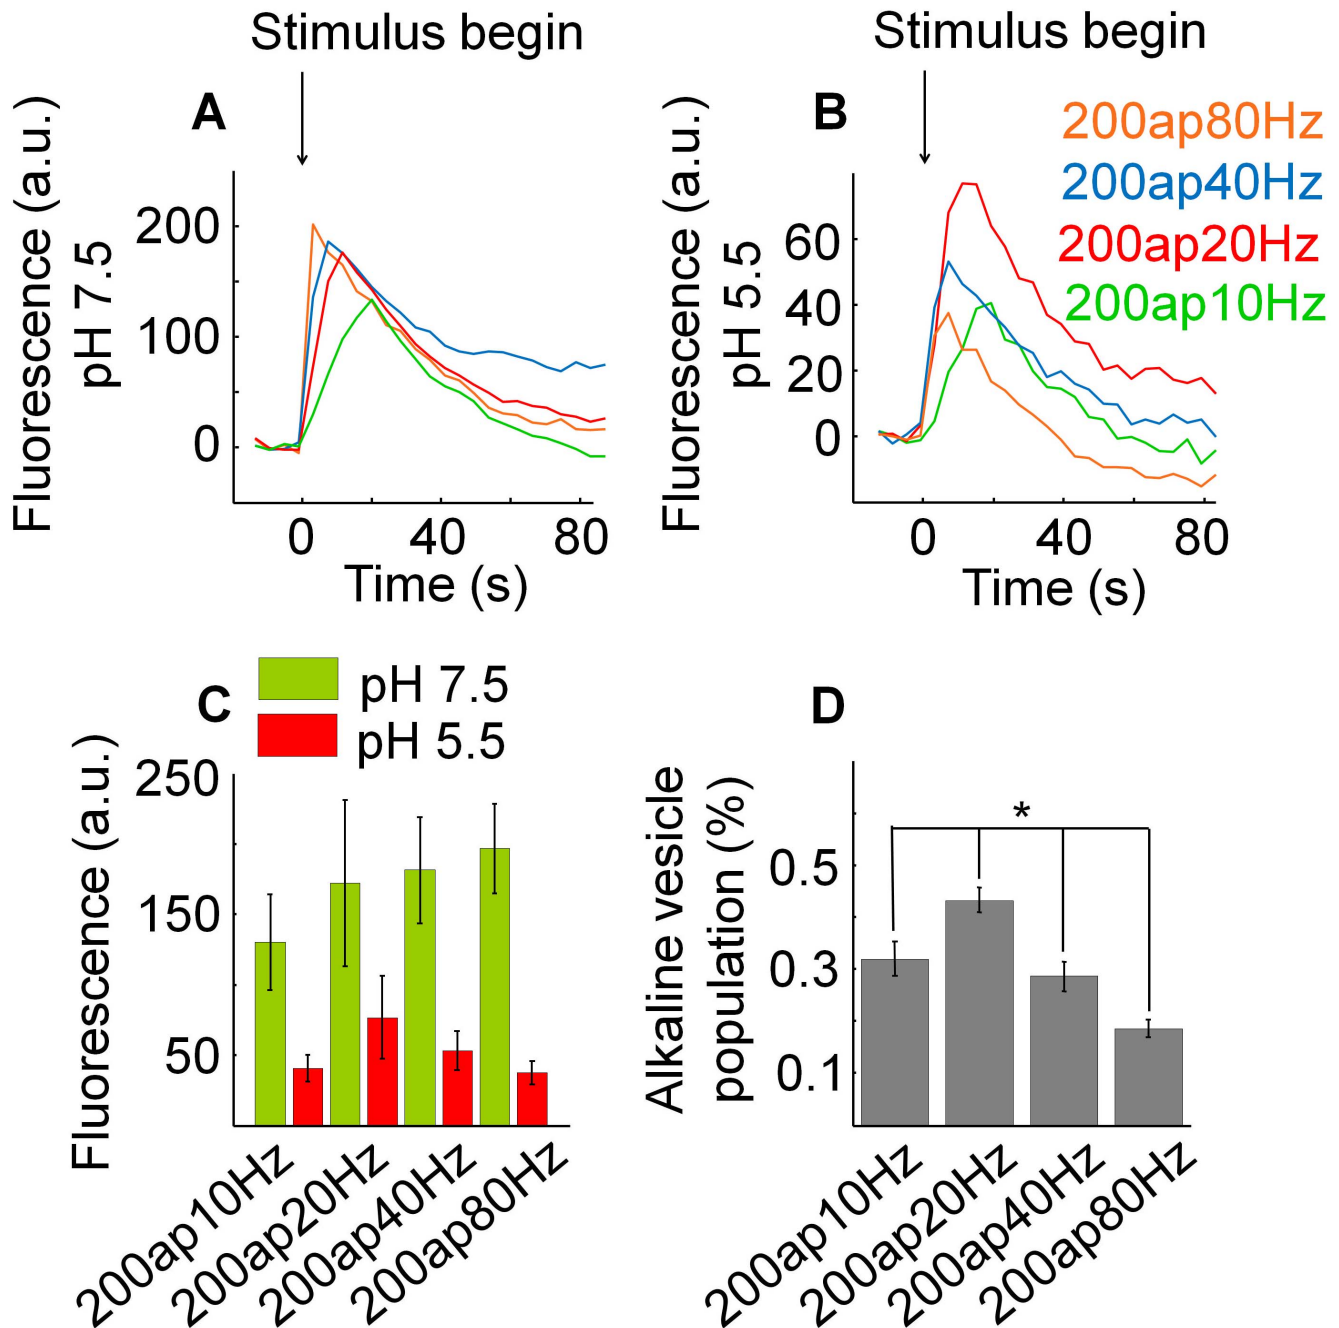 Stimulus begin
A
Fluorescence (a.u.)
pH 7.5
200
100
0
0 40 80
Time (s)
Stimulus begin
B
200ap80Hz
200ap40Hz
200ap20Hz
200ap10Hz
Fluorescence (a.u.)
pH 5.5
60
40
20
0
0 40 80
Time (s)
C
pH 7.5
pH 5.5
Fluorescence (a.u.)
250
150
50
200ap10Hz
200ap20Hz
200ap40Hz
200ap80Hz
D
Alkaline vesicle
population (%)
*
0.5
0.3
0.1
200ap10Hz
200ap20Hz
200ap40Hz
200ap80Hz